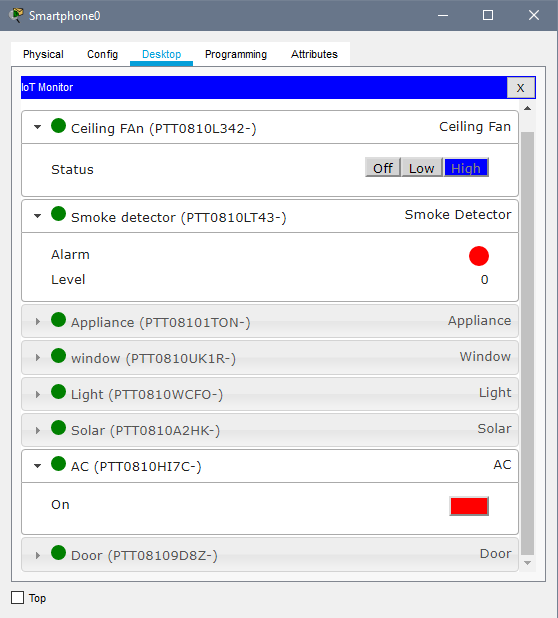 Smartphone0
Physical Config Desktop Programming Attributes
IoT Monitor X
Ceiling FAn (PTT0810L342-) Ceiling Fan
Status Off Low High
Smoke detector (PTT0810LT43-) Smoke Detector
Alarm
Level 0
Appliance (PTT08101TON-) Appliance
window (PTT0810UK1R-) Window
Light (PTT0810WCFO-) Light
Solar (PTT0810A2HK-) Solar
AC (PTT0810HI7C-) AC
On
Door (PTT08109D8Z-) Door
Top